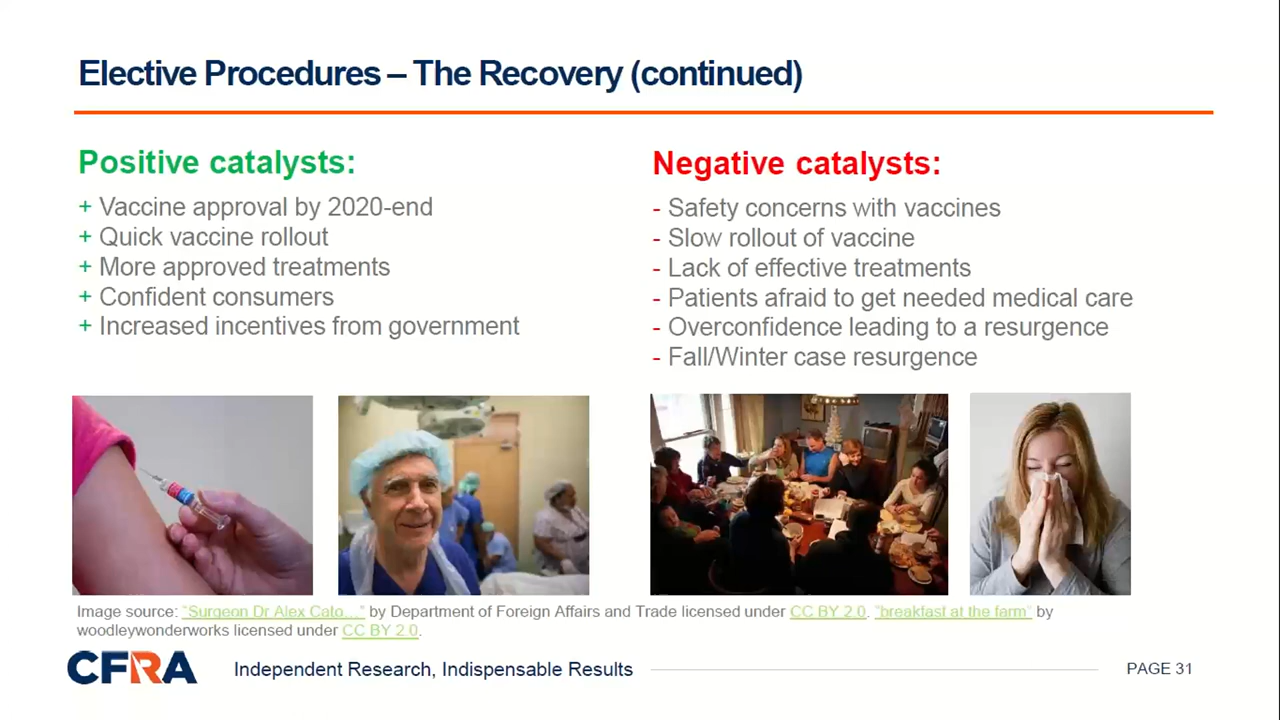 Elective Procedures – The Recovery (continued)
Positive catalysts:
+ Vaccine approval by 2020-end
+ Quick vaccine rollout
+ More approved treatments
+ Confident consumers
+ Increased incentives from government
Negative catalysts:
- Safety concerns with vaccines
- Slow rollout of vaccine
- Lack of effective treatments
- Patients afraid to get needed medical care
- Overconfidence leading to a resurgence
- Fall/Winter case resurgence
Image source: "Surgeon Dr Alex Cato…" by Department of Foreign Affairs and Trade licensed under CC BY 2.0. "breakfast at the farm" by
woodleywonderworks licensed under CC BY 2.0.
CFRA Independent Research, Indispensable Results PAGE 31